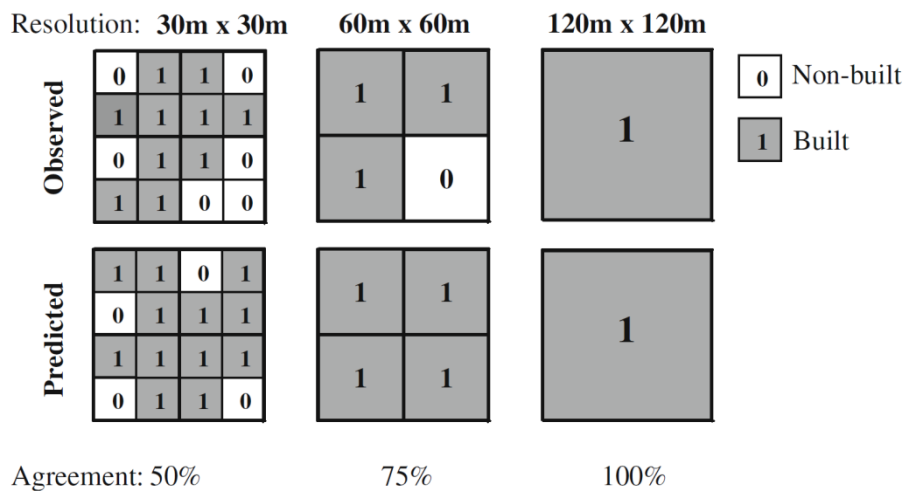 Resolution: 30m x 30m 60m x 60m 120m x 120m
Observed
0 1 1 0
1 1 1 1
0 1 1 0
1 1 0 0
1 1
1 0
1
0 Non-built
1 Built
Predicted
1 1 0 1
0 1 1 1
1 1 1 1
0 1 1 0
1 1
1 1
1
Agreement: 50% 75% 100%